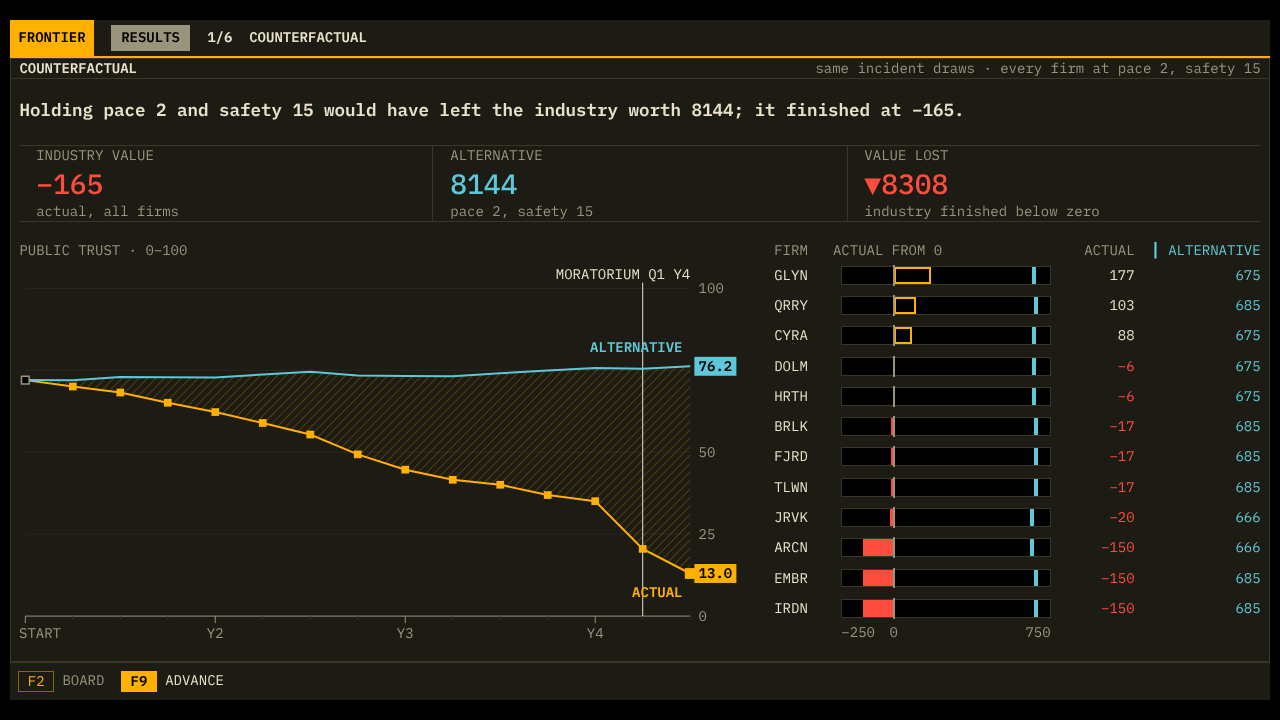 FRONTIER RESULTS 1/6 COUNTERFACTUAL
COUNTERFACTUAL same incident draws · every firm at pace 2, safety 15
Holding pace 2 and safety 15 would have left the industry worth 8144; it finished at −165.
INDUSTRY VALUE ALTERNATIVE VALUE LOST
−165 8144 ▼8308
actual, all firms pace 2, safety 15 industry finished below zero
PUBLIC TRUST · 0–100
MORATORIUM Q1 Y4
100
ALTERNATIVE
76.2
50
25
13.0
ACTUAL
0
START Y2 Y3 Y4
FIRM ACTUAL FROM 0 ACTUAL ALTERNATIVE
GLYN 177 675
QRRY 103 685
CYRA 88 675
DOLM −6 675
HRTH −6 675
BRLK −17 685
FJRD −17 685
TLWN −17 685
JRVK −20 666
ARCN −150 666
EMBR −150 685
IRDN −150 685
−250 0 750
F2 BOARD F9 ADVANCE